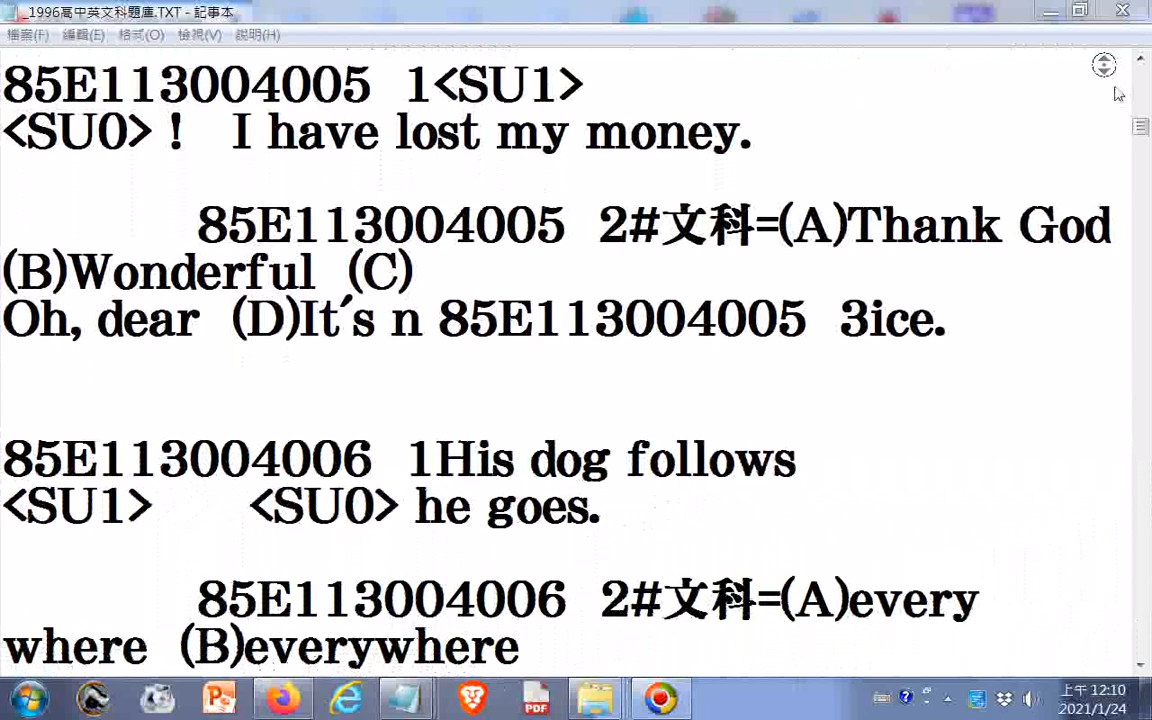 _1996高中英文科題庫.TXT - 記事本
檔案(F) 編輯(E) 格式(O) 檢視(V) 說明(H)
85E113004005 1<SU1>
<SU0> ! I have lost my money.
85E113004005 2#文科=(A)Thank God
(B)Wonderful (C)
Oh, dear (D)It's n 85E113004005 3ice.
85E113004006 1His dog follows
<SU1> <SU0> he goes.
85E113004006 2#文科=(A)every
where (B)everywhere
PDF
上午 12:10
2021/1/24